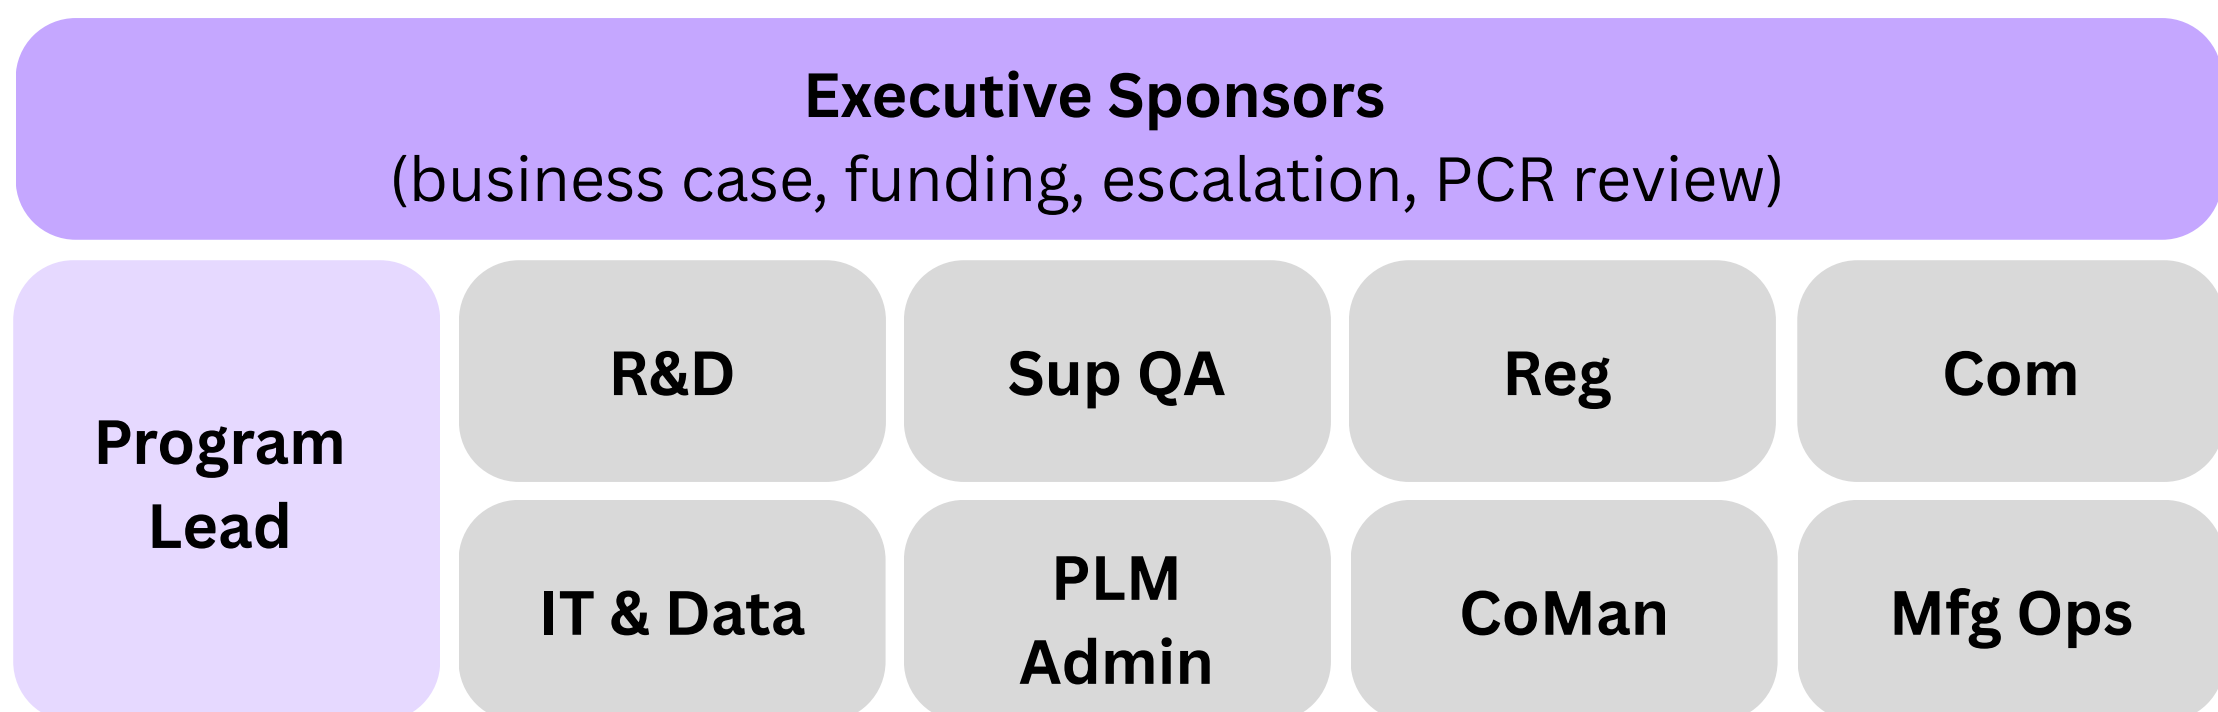 Executive Sponsors
(business case, funding, escalation, PCR review)
Program
Lead
R&D
Sup QA
Reg
Com
IT & Data
PLM
Admin
CoMan
Mfg Ops